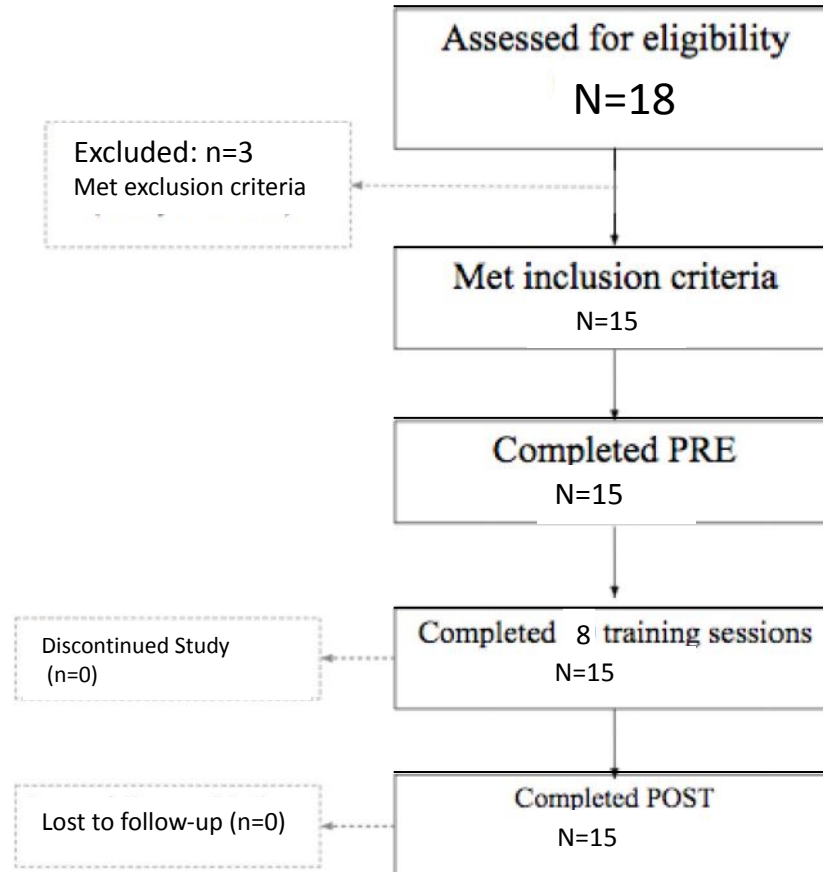 Assessed for eligibility
N=18
Excluded: n=3
Met exclusion criteria
Met inclusion criteria
N=15
Completed PRE
N=15
Completed 8 training sessions
N=15
Discontinued Study
(n=0)
Completed POST
N=15
Lost to follow-up (n=0)